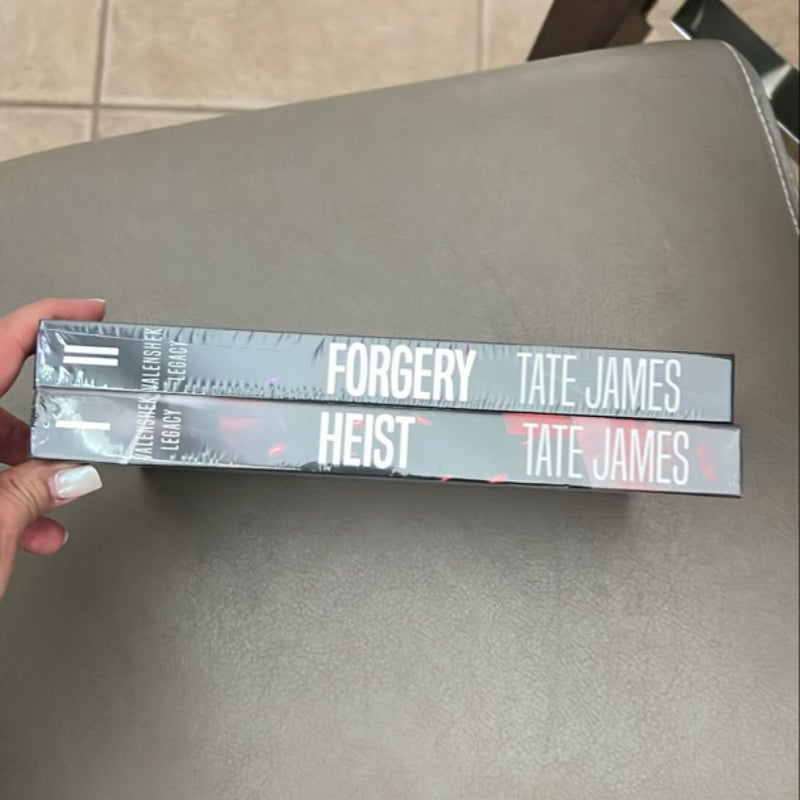 II VALENSHEK LEGACY FORGERY TATE JAMES
I VALENSHEK LEGACY HEIST TATE JAMES